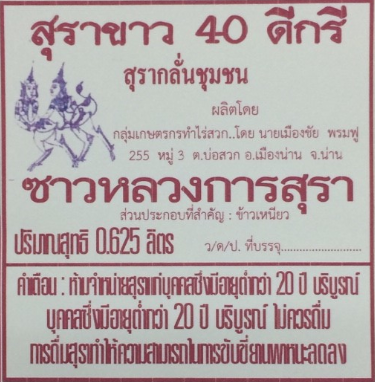 สุราขาว 40 ดีกรี
สุรากลั่นชุมชน
ผลิตโดย
กลุ่มเกษตรกรทำไร่สวก..โดย นายเมืองชัย พรมฟู
255 หมู่ 3 ต.บ่อสวก อ.เมืองน่าน จ.น่าน
ชาวหลวงการสุรา
ส่วนประกอบที่สำคัญ : ข้าวเหนียว
ปริมาณสุทธิ 0.625 ลิตร ว/ด/ป. ที่บรรจุ..........................
คำเตือน : ห้ามจำหน่ายสุราแก่บุคคลซึ่งมีอายุต่ำกว่า 20 ปี บริบูรณ์
บุคคลซึ่งมีอายุต่ำกว่า 20 ปี บริบูรณ์ ไม่ควรดื่ม
การดื่มสุราทำให้ความสามารถในการขับขี่ยานพาหนะลดลง